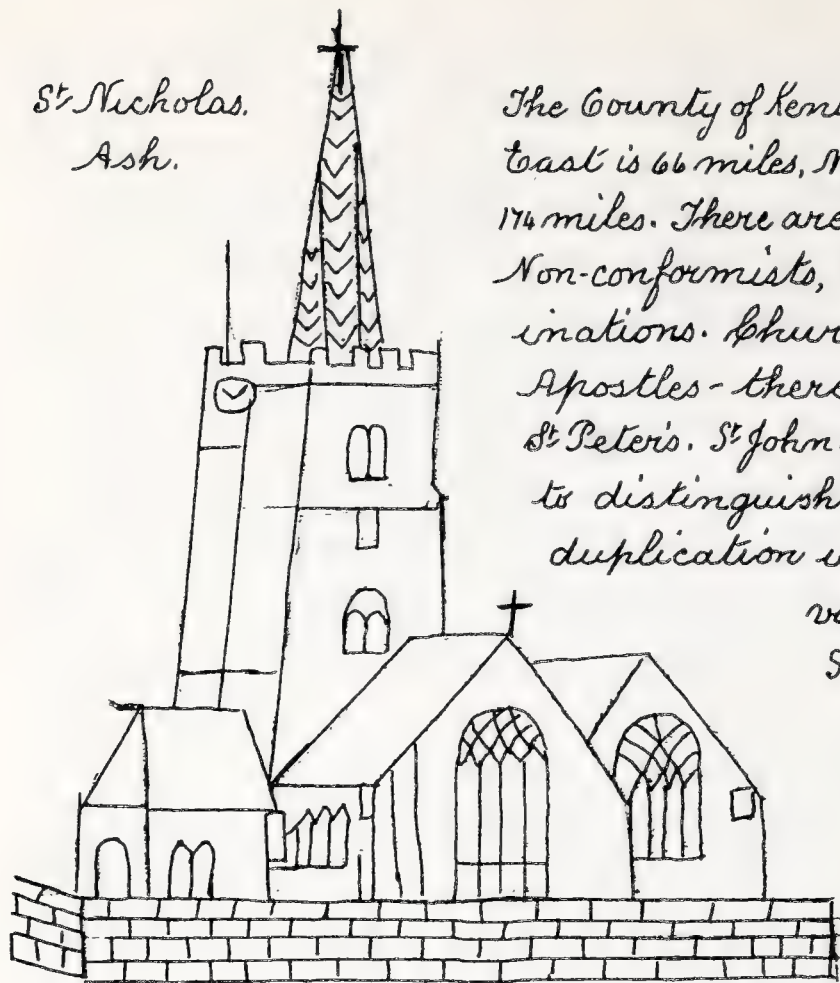 St. Nicholas.
Ash.
The County of Ken
East is 66 miles,
174 miles. There are
Non-conformists,
inations. Chur
Apostles - there
St. Peter's. St. John
to distinguish
duplication